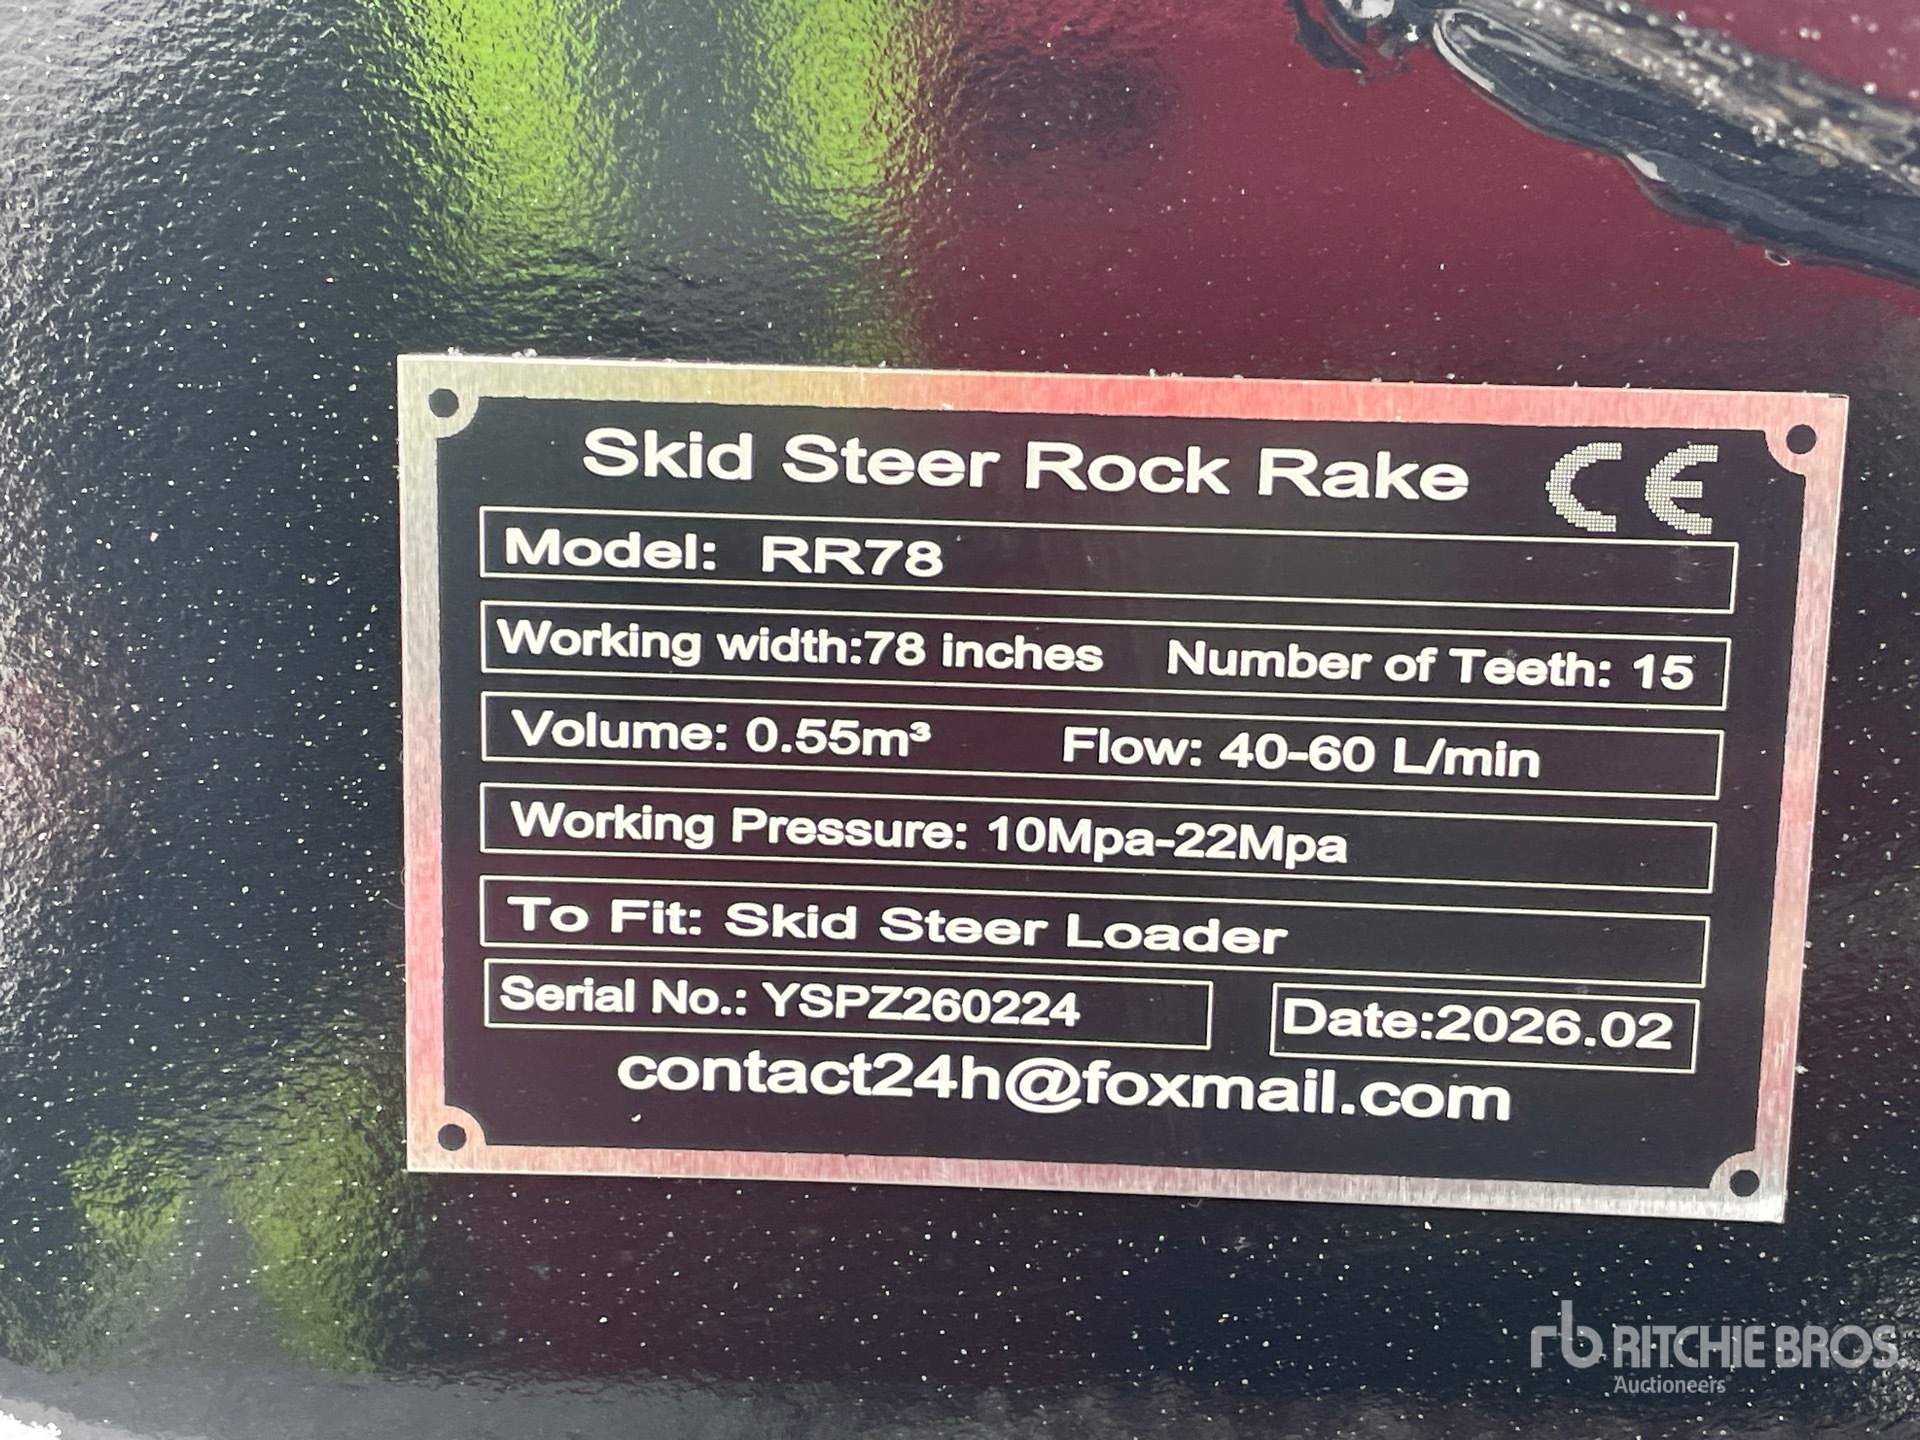 Skid Steer Rock Rake CE
Model: RR78
Working width:78 inches Number of Teeth: 15
Volume: 0.55m³ Flow: 40-60 L/min
Working Pressure: 10Mpa-22Mpa
To Fit: Skid Steer Loader
Serial No.: YSPZ260224 Date:2026.02
contact24h@foxmail.com
rb RITCHIE BROS.
Auctioneers